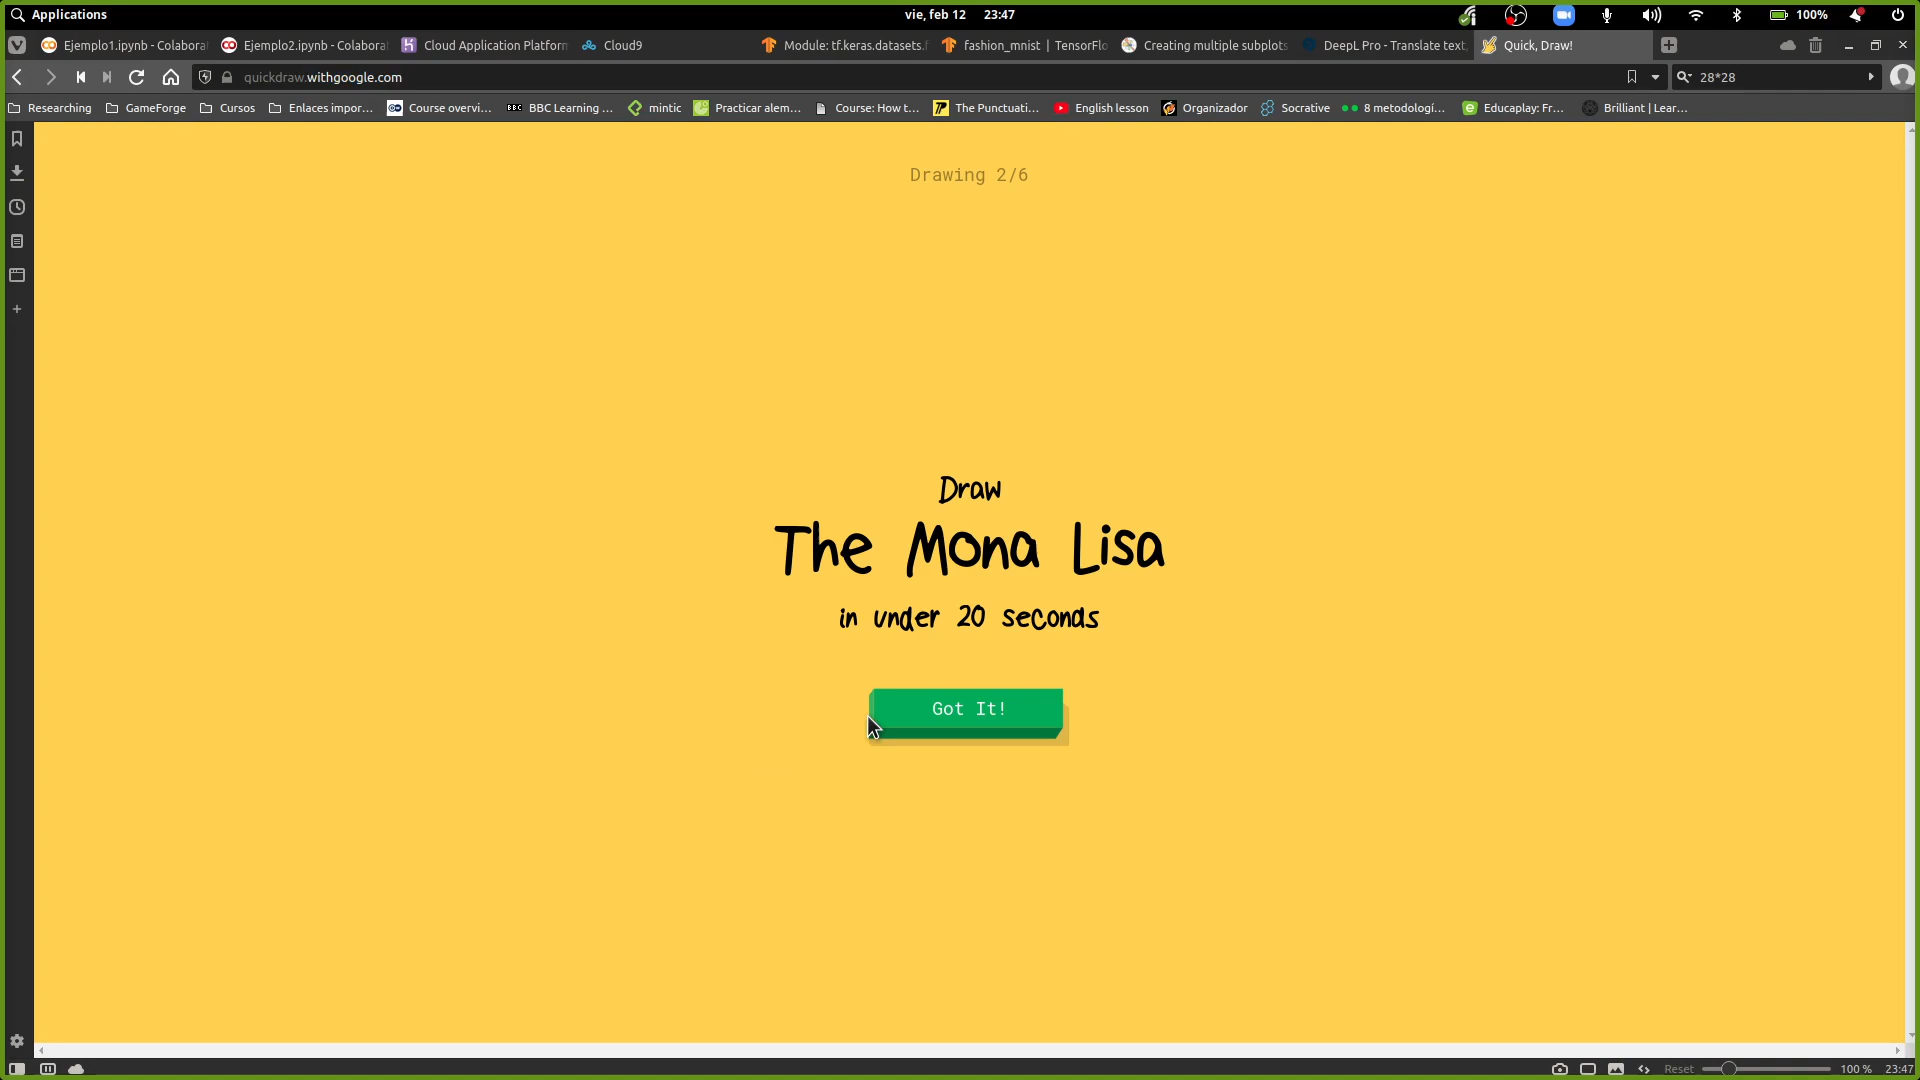 Applications
vie, feb 12 23:47
100%
Ejemplo1.ipynb - Colabora
Ejemplo2.ipynb - Colabora
Cloud Application Platforn
Cloud9
Module: tf.keras.datasets.f
fashion_mnist | TensorFlo
Creating multiple subplots
DeepL Pro - Translate text,
Quick, Draw!
quickdraw.withgoogle.com
28*28
Researching
GameForge
Cursos
Enlaces impor...
Course overvi...
BBC BBC Learning ...
mintic
Practicar alem...
Course: How t...
The Punctuati...
English lesson
Organizador
Socrative
8 metodologí...
Educaplay: Fr...
Brilliant | Lear...
Drawing 2/6
Draw
The Mona Lisa
in under 20 seconds
Got It!
Reset
100 %
23:47